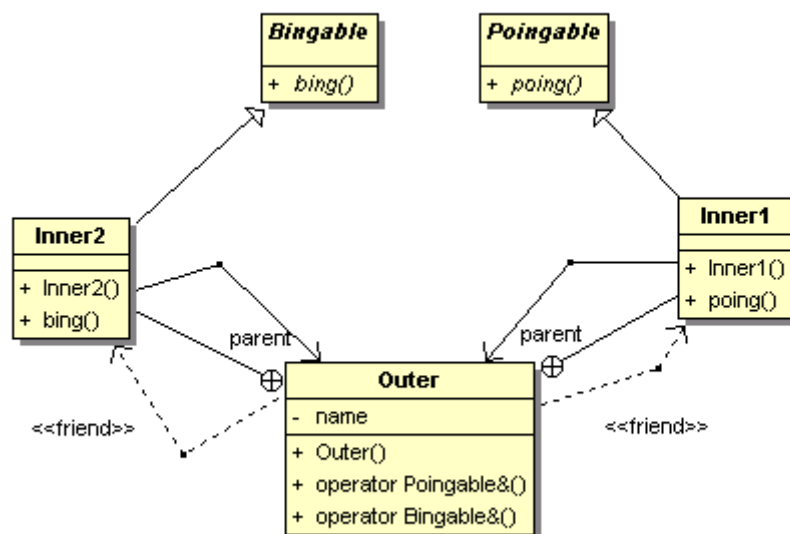 Bingable
+ bing()
Poingable
+ poing()
Inner2
+ Inner2()
+ bing()
Inner1
+ Inner1()
+ poing()
parent
parent
<<friend>>
<<friend>>
Outer
- name
+ Outer()
+ operator Poingable&()
+ operator Bingable&()